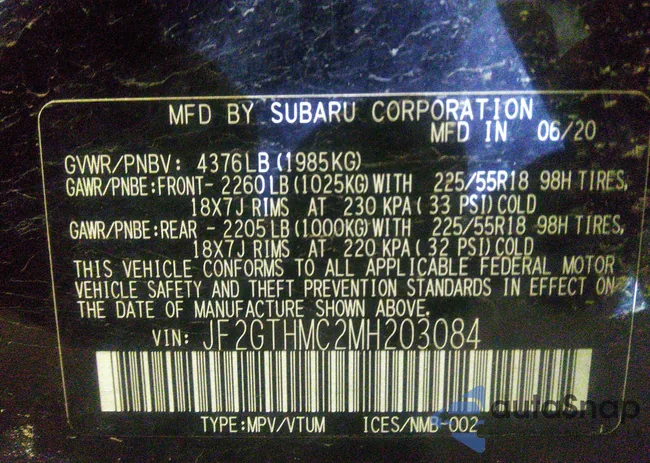 MFD BY SUBARU CORPORATION
MFD IN 06/20
GVWR/PNBV: 4376LB(1985KG)
GAWR/PNBE:FRONT- 2260LB(1025KG)WITH 225/55R18 98H TIRES,
18X7J RIMS AT 230 KPA(33 PSI)COLD
GAWR/PNBE:REAR - 2205LB(1000KG)WITH 225/55R18 98H TIRES,
18X7J RIMS AT 220 KPA(32 PSI)COLD
THIS VEHICLE CONFORMS TO ALL APPLICABLE FEDERAL MOTOR
VEHICLE SAFETY AND THEFT PREVENTION STANDARDS IN EFFECT ON
THE DATE OF MANUFACTURE SHOWN ABOVE.
VIN: JF2GTHMC2MH203084
TYPE:MPV/VTUM ICES/NMB-002
autoSnap